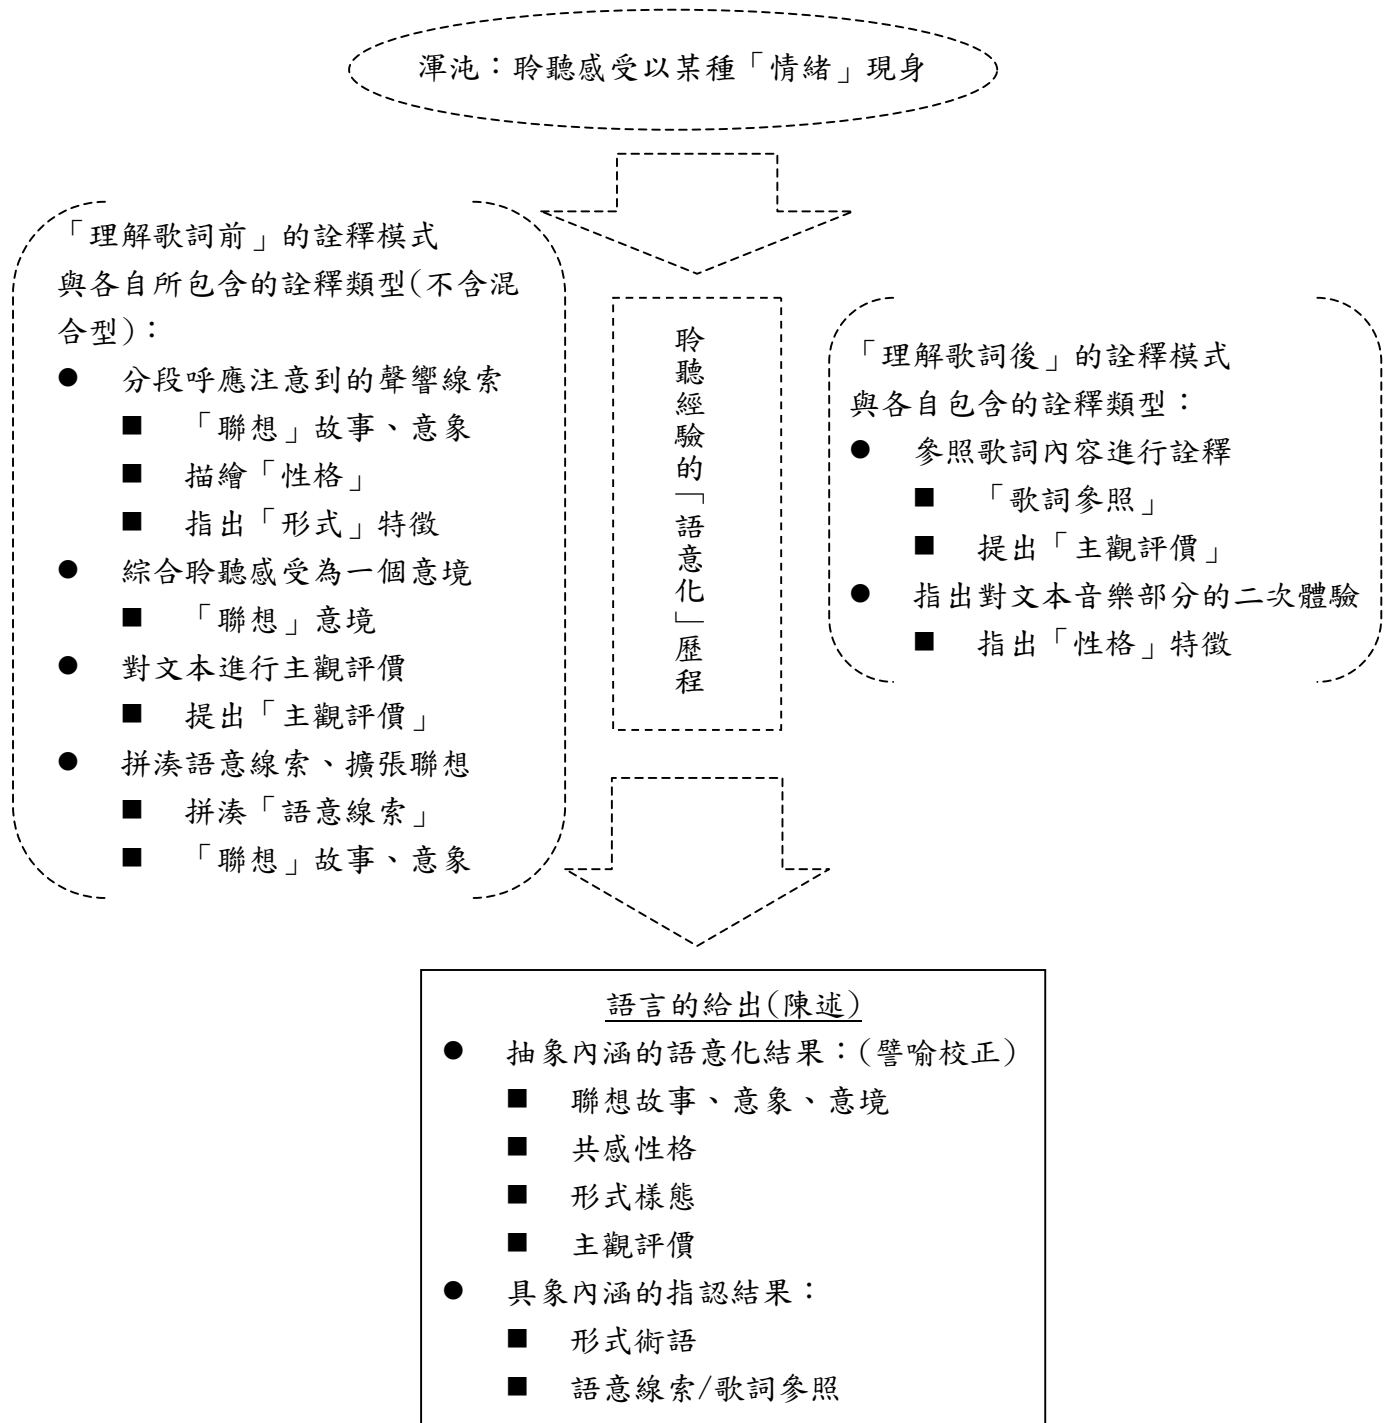 渾沌：聆聽感受以某種「情緒」現身
「理解歌詞前」的詮釋模式
與各自所包含的詮釋類型(不含混
合型)：
● 分段呼應注意到的聲響線索
■ 「聯想」故事、意象
■ 描繪「性格」
■ 指出「形式」特徵
● 綜合聆聽感受為一個意境
■ 「聯想」意境
● 對文本進行主觀評價
■ 提出「主觀評價」
● 拼湊語意線索、擴張聯想
■ 拼湊「語意線索」
■ 「聯想」故事、意象
聆聽經驗的「語意化」歷程
「理解歌詞後」的詮釋模式
與各自包含的詮釋類型：
● 參照歌詞內容進行詮釋
■ 「歌詞參照」
■ 提出「主觀評價」
● 指出對文本音樂部分的二次體驗
■ 指出「性格」特徵
語言的給出(陳述)
● 抽象內涵的語意化結果：(譬喻校正)
■ 聯想故事、意象、意境
■ 共感性格
■ 形式樣態
■ 主觀評價
● 具象內涵的指認結果：
■ 形式術語
■ 語意線索/歌詞參照